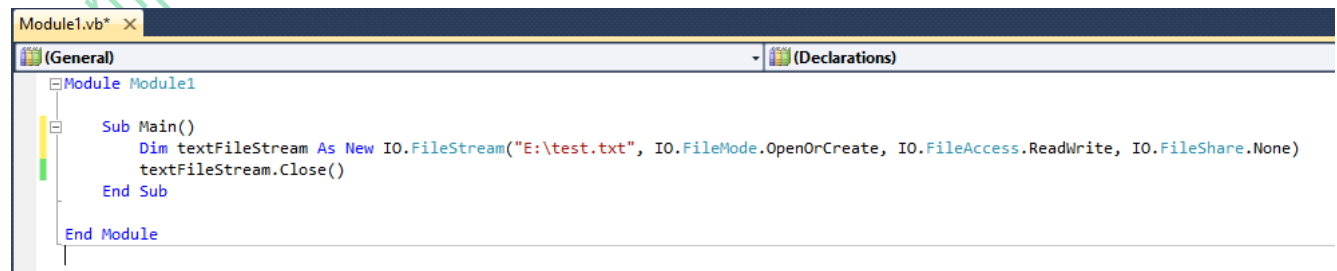 Module1.vb* ×
(General) (Declarations)
Module Module1
Sub Main()
Dim textFileStream As New IO.FileStream("E:\test.txt", IO.FileMode.OpenOrCreate, IO.FileAccess.ReadWrite, IO.FileShare.None)
textFileStream.Close()
End Sub
End Module